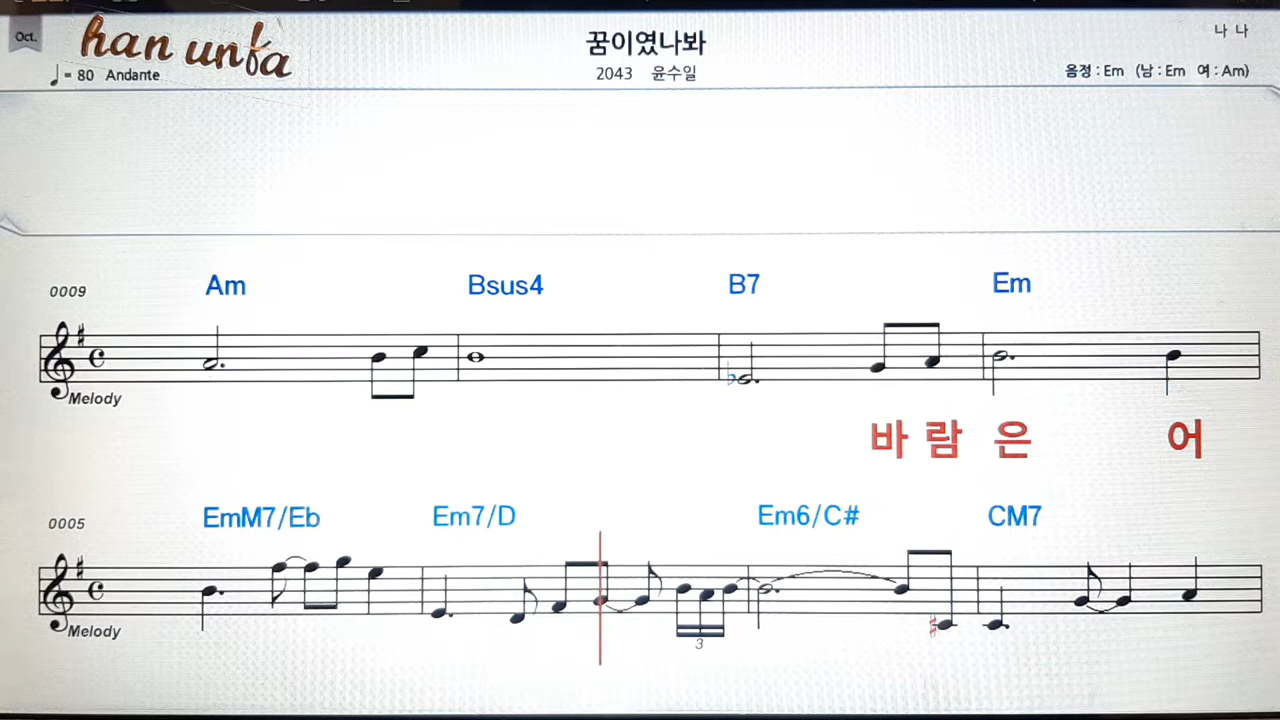 Oct.
han unfa
꿈이였나봐
나 나
♩= 80 Andante
2043 윤수일
음정 : Em (남 : Em 여 : Am)
0009
Am Bsus4 B7 Em
Melody
바 람 은 어
0005
EmM7/Eb Em7/D Em6/C# CM7
Melody
3